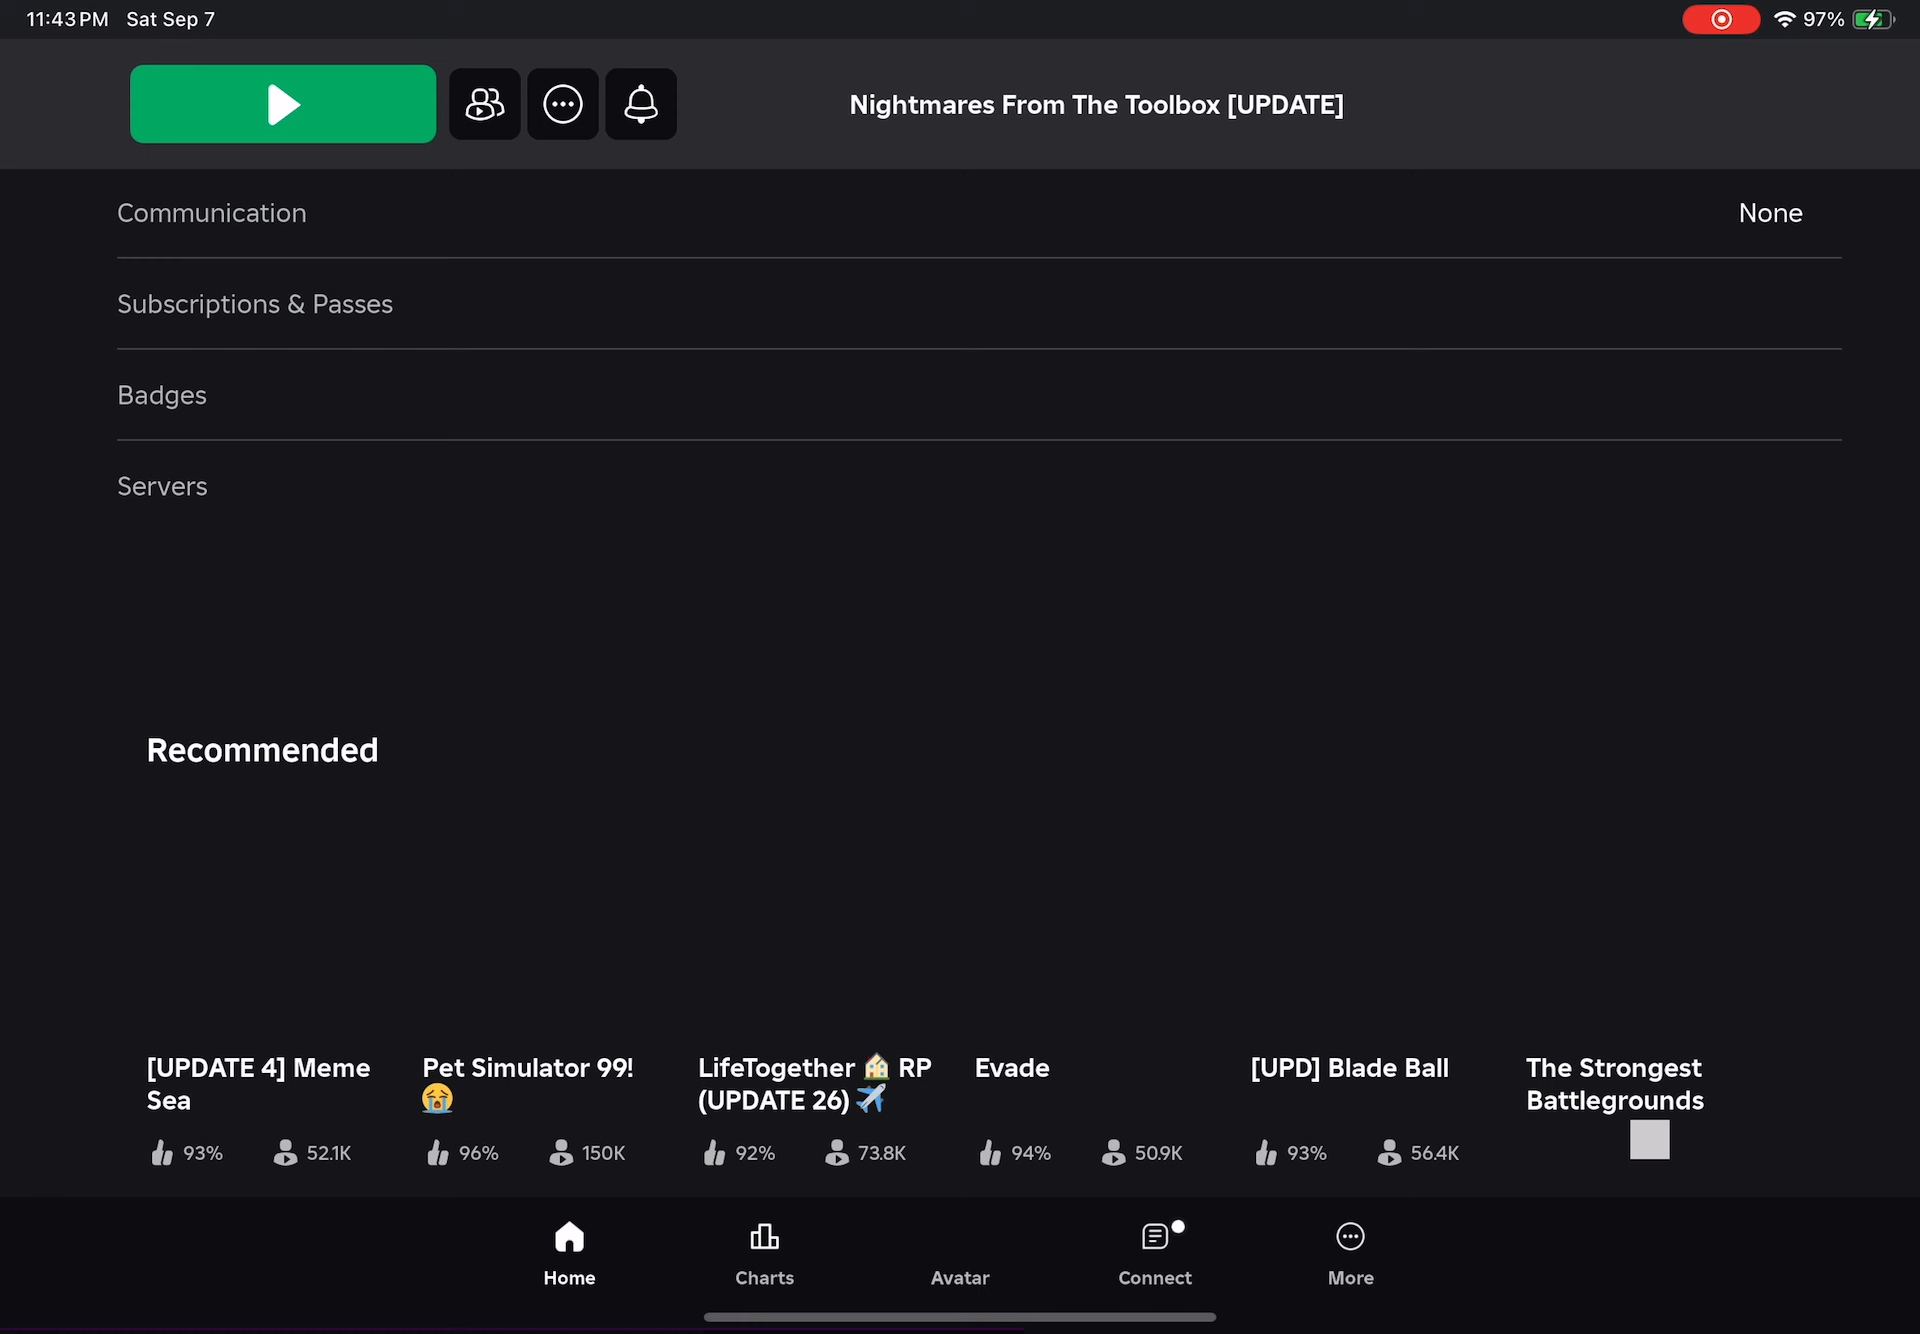 11:43 PM Sat Sep 7
97%
Nightmares From The Toolbox [UPDATE]
Communication None
Subscriptions & Passes
Badges
Servers
Recommended
[UPDATE 4] Meme Sea
93% 52.1K
Pet Simulator 99! 😭
96% 150K
LifeTogether 🏠 RP
(UPDATE 26) ✈️
92% 73.8K
Evade
94% 50.9K
[UPD] Blade Ball
93% 56.4K
The Strongest
Battlegrounds
Home Charts Avatar Connect More